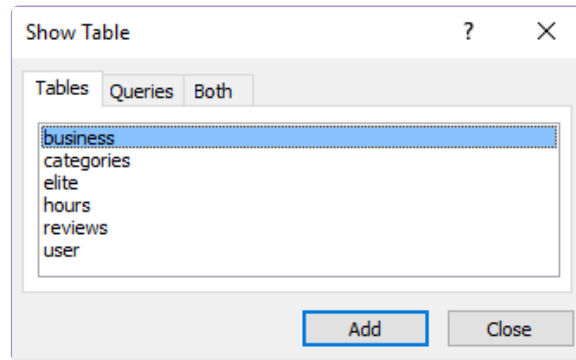 Show Table ?
Tables Queries Both
business
categories
elite
hours
reviews
user
Add Close